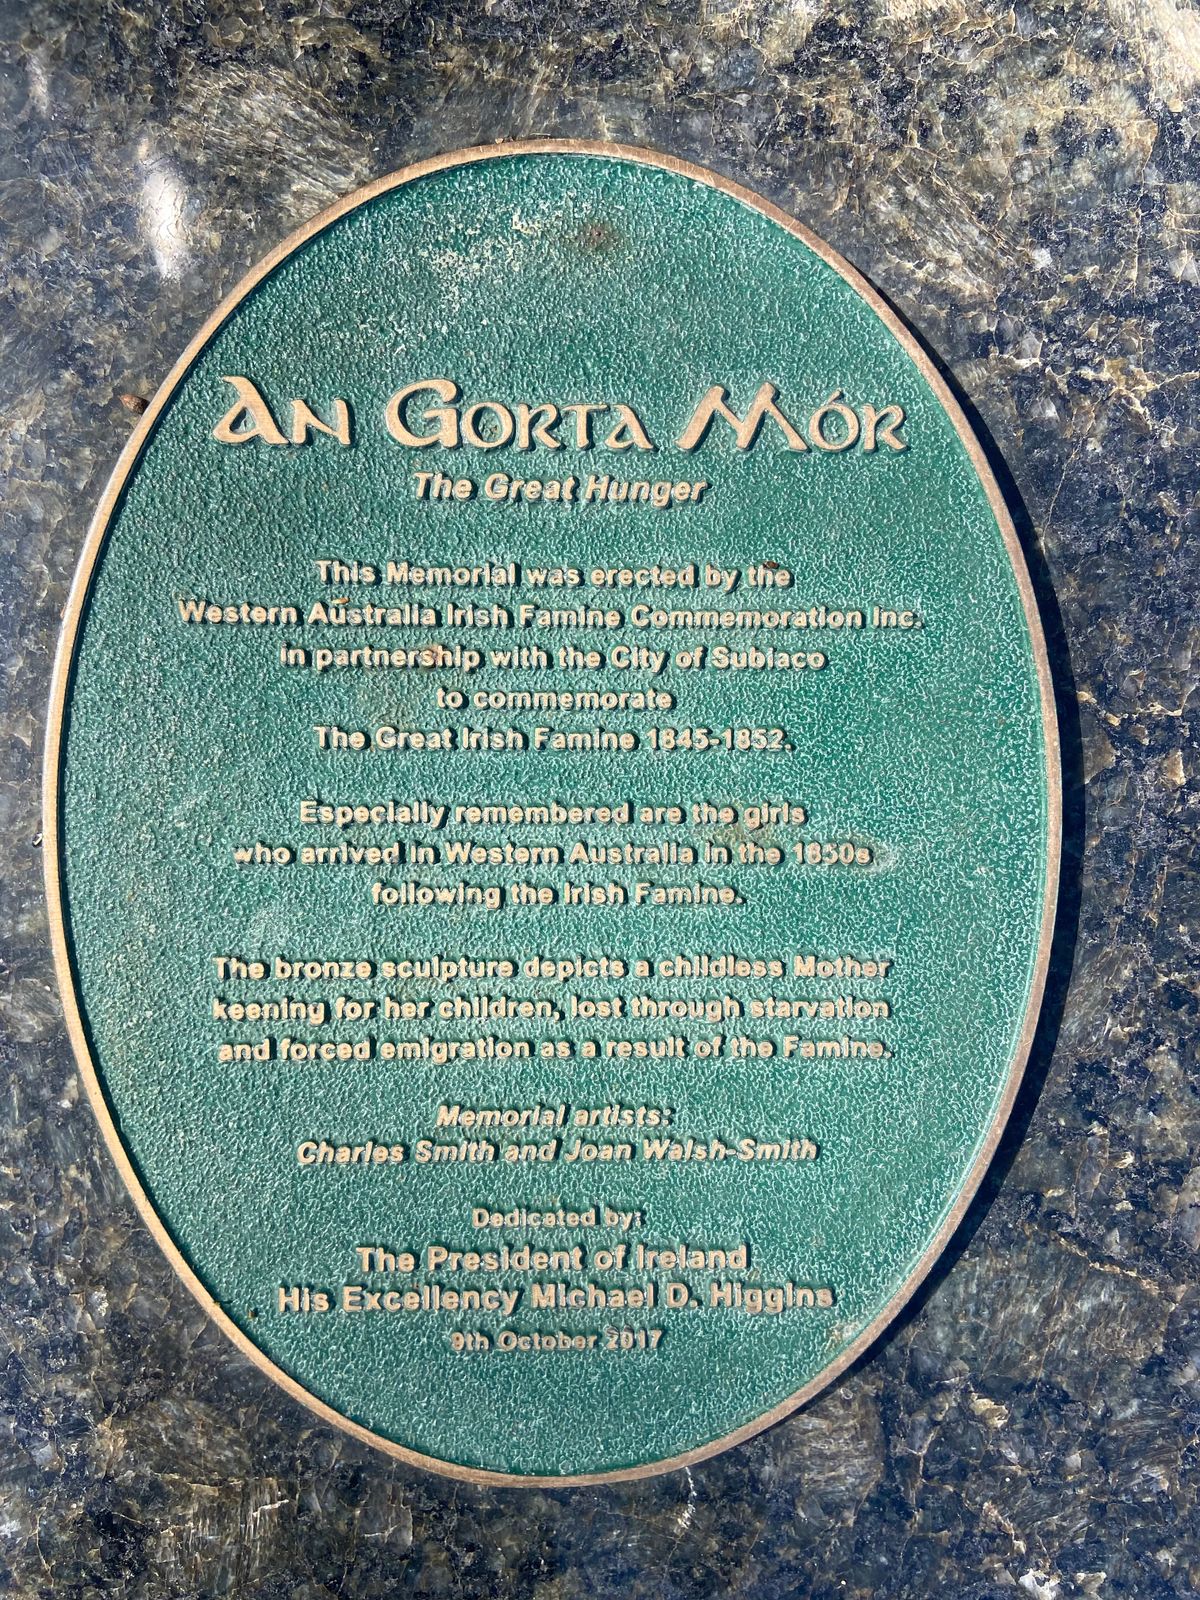 An Gorta Mór
The Great Hunger
This Memorial was erected by the
Western Australia Irish Famine Commemoration Inc.
in partnership with the City of Subiaco
to commemorate
The Great Irish Famine 1845-1852.
Especially remembered are the girls
who arrived in Western Australia in the 1850s
following the Irish Famine.
The bronze sculpture depicts a childless Mother
keening for her children, lost through starvation
and forced emigration as a result of the Famine.
Memorial artists:
Charles Smith and Joan Walsh-Smith
Dedicated by:
The President of Ireland
His Excellency Michael D. Higgins
9th October 2017